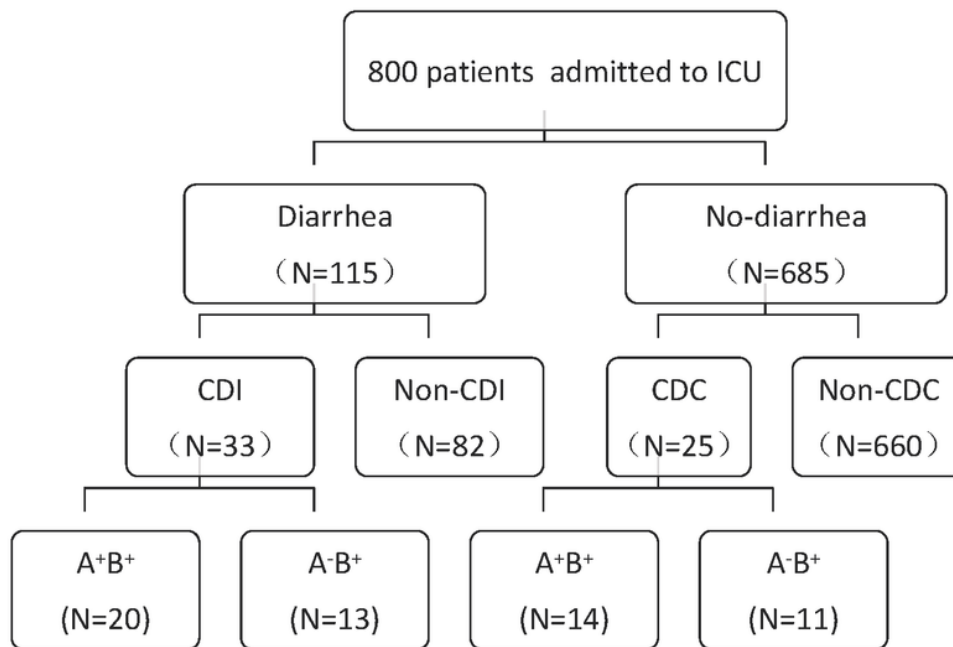 800 patients admitted to ICU
Diarrhea
（N=115）
No-diarrhea
（N=685）
CDI
（N=33）
Non-CDI
（N=82）
CDC
（N=25）
Non-CDC
（N=660）
A⁺B⁺
(N=20)
A⁻B⁺
(N=13)
A⁺B⁺
(N=14)
A⁻B⁺
(N=11)